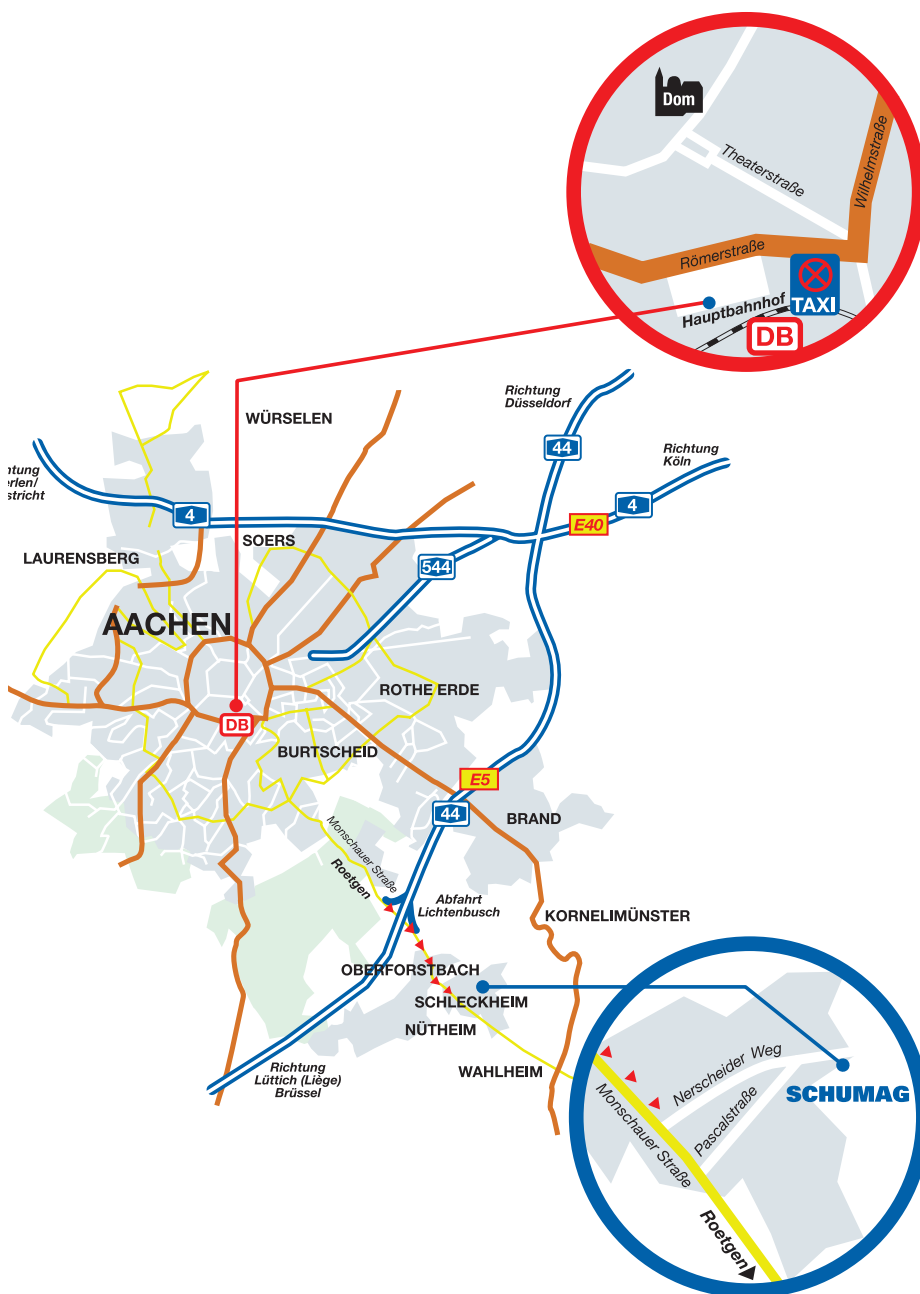 Dom
Theaterstraße
Wilhelmstraße
Römerstraße
Hauptbahnhof
TAXI
DB
Richtung
Düsseldorf
WÜRSELEN
44
Richtung
Köln
4
E40
4
SOERS
544
LAURENSBERG
AACHEN
ROTHE ERDE
DB
BURTSCHEID
E5
44
BRAND
Monschauer Straße
Roetgen
Abfahrt
Lichtenbusch
KORNELIMÜNSTER
OBERFORSTBACH
SCHLECKHEIM
NÜTHEIM
WAHLHEIM
Richtung
Lüttich (Liège)
Brüssel
Nerscheider Weg
SCHUMAG
Pascalstraße
Monschauer Straße
Roetgen